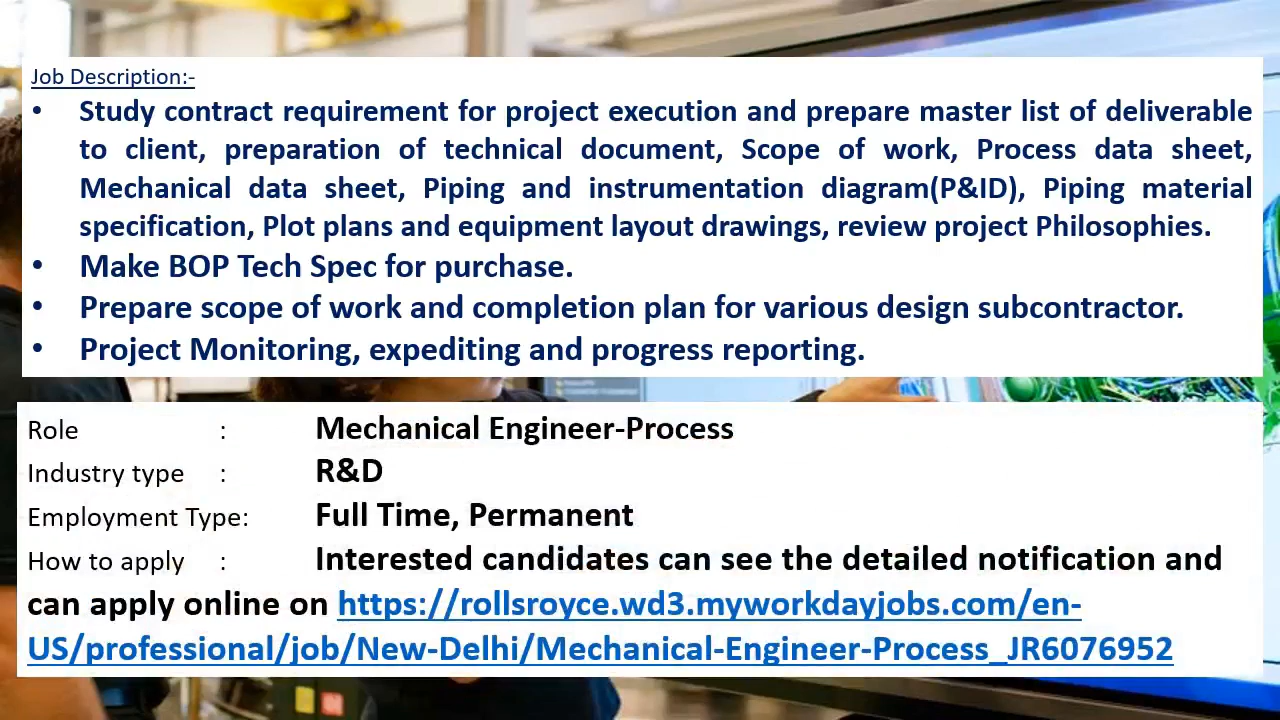 Job Description:-
• Study contract requirement for project execution and prepare master list of deliverable
to client, preparation of technical document, Scope of work, Process data sheet,
Mechanical data sheet, Piping and instrumentation diagram(P&ID), Piping material
specification, Plot plans and equipment layout drawings, review project Philosophies.
• Make BOP Tech Spec for purchase.
• Prepare scope of work and completion plan for various design subcontractor.
• Project Monitoring, expediting and progress reporting.
Role : Mechanical Engineer-Process
Industry type : R&D
Employment Type: Full Time, Permanent
How to apply : Interested candidates can see the detailed notification and
can apply online on https://rollsroyce.wd3.myworkdayjobs.com/en-
US/professional/job/New-Delhi/Mechanical-Engineer-Process_JR6076952